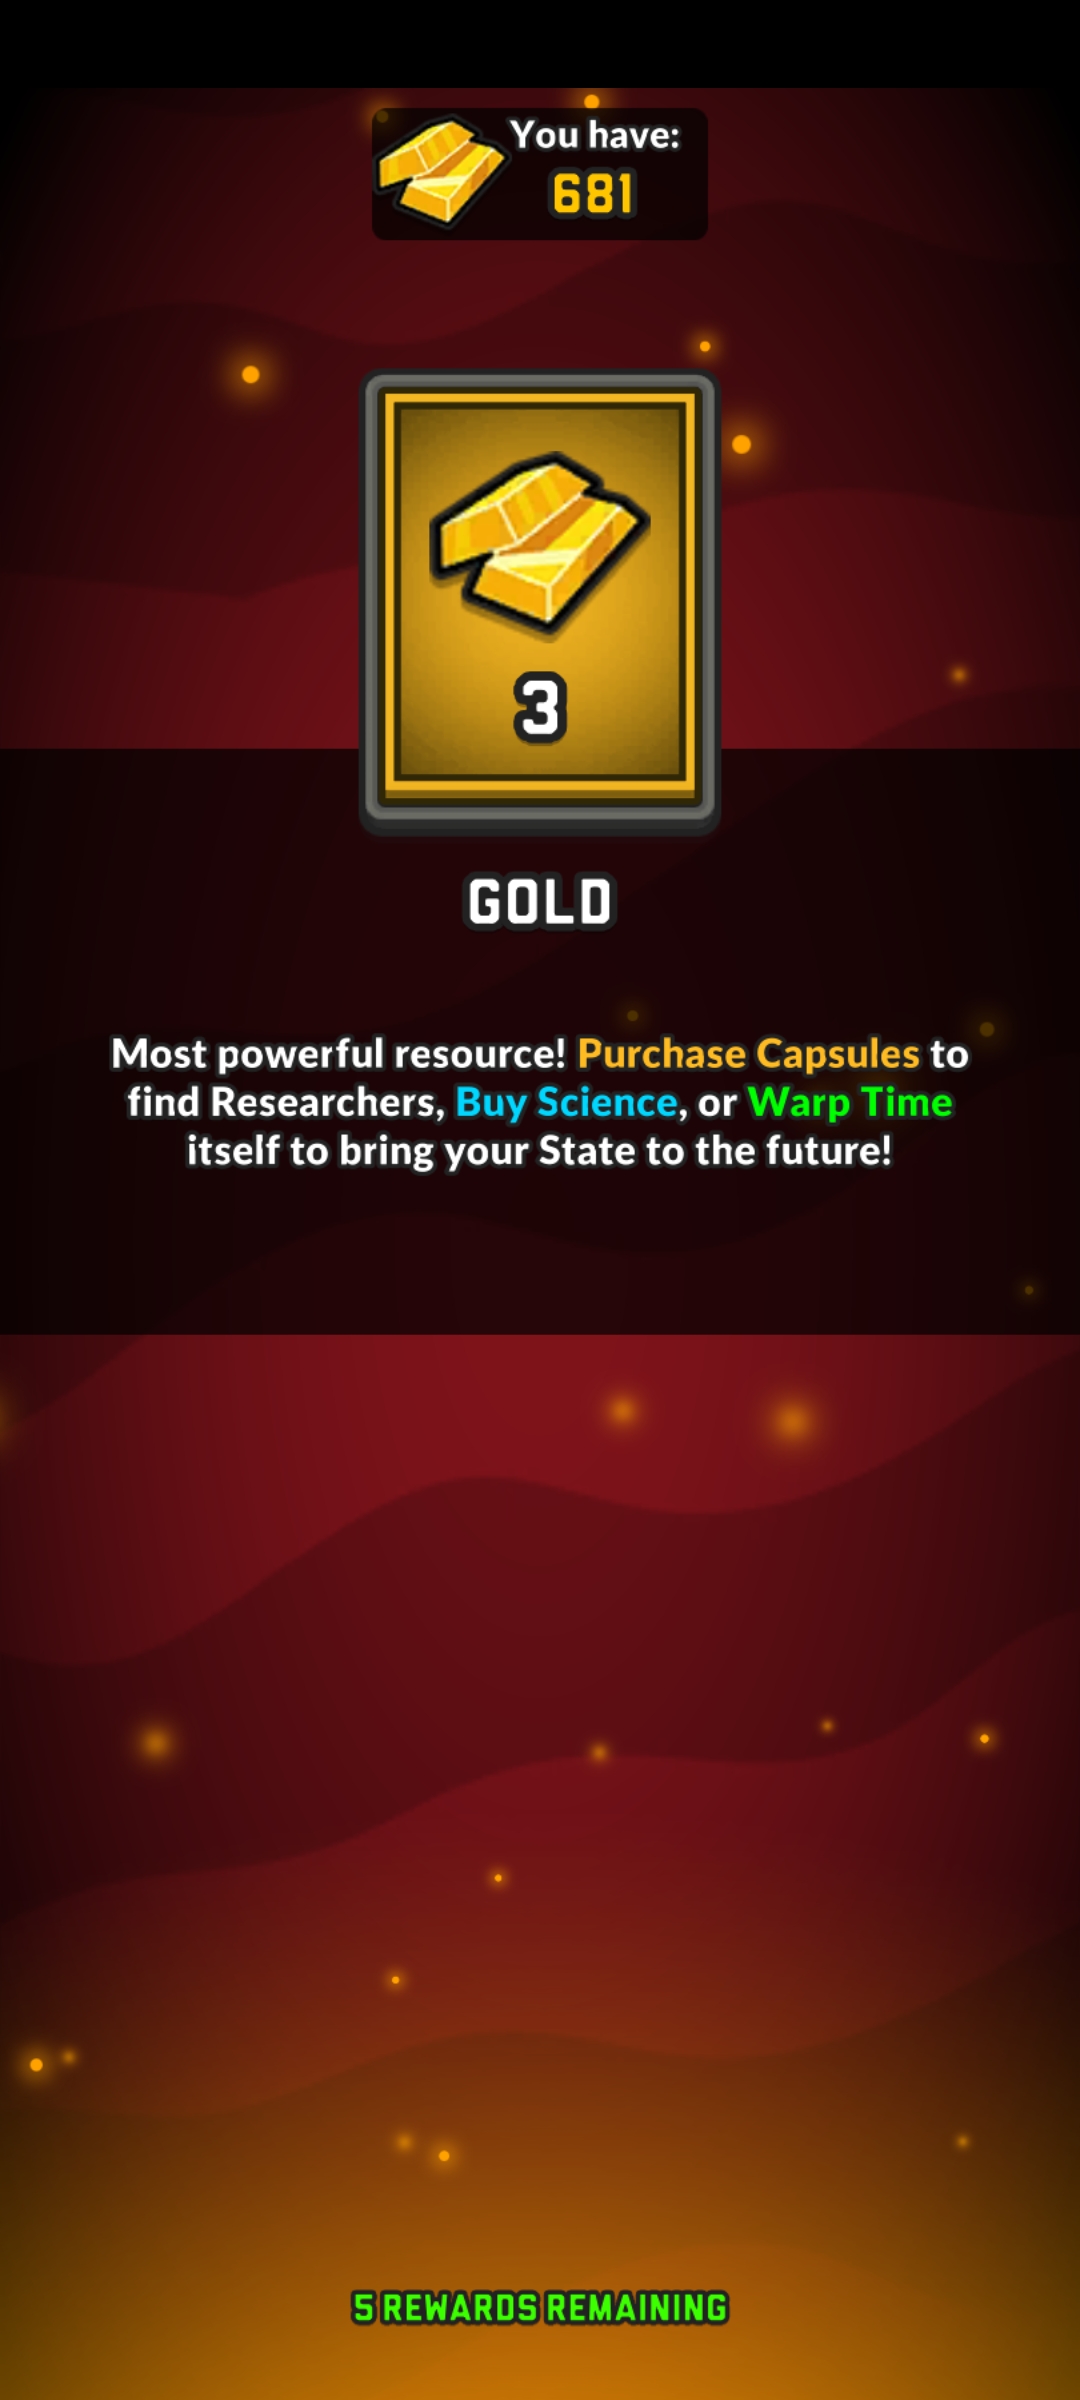 You have:
681
3
GOLD
Most powerful resource! Purchase Capsules to
find Researchers, Buy Science, or Warp Time
itself to bring your State to the future!
5 REWARDS REMAINING